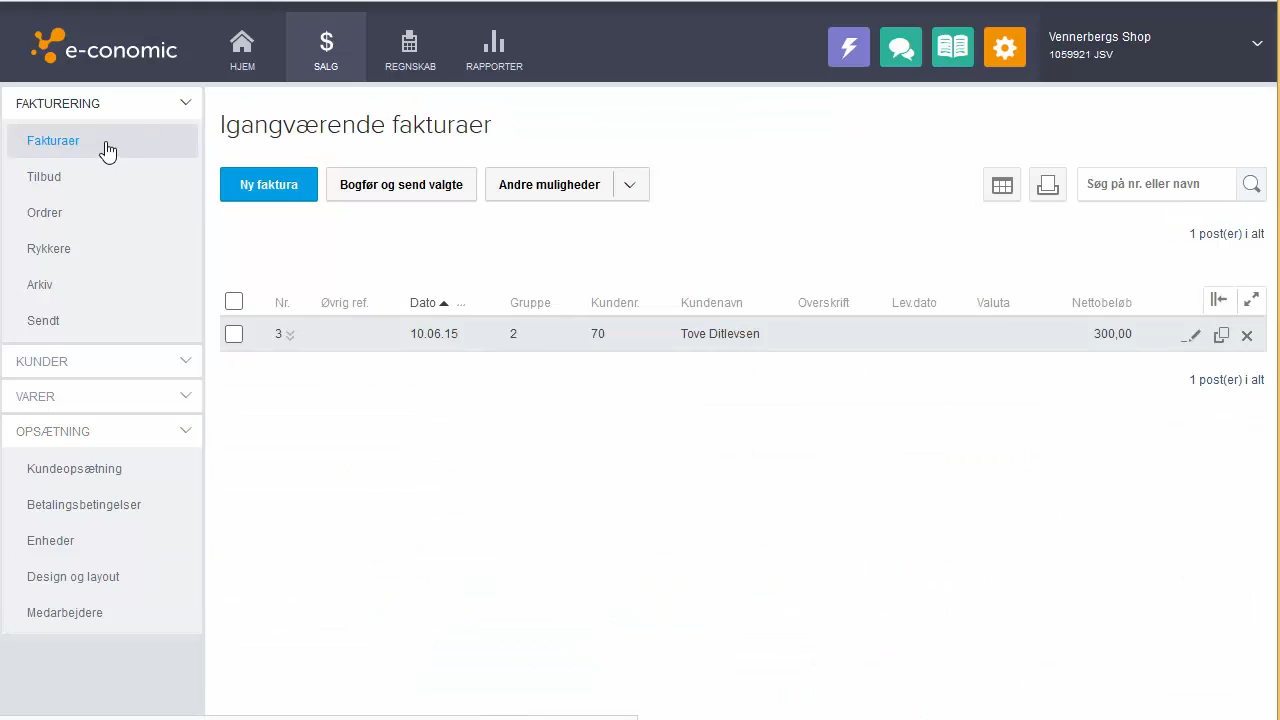 e-conomic
HJEM
$
SALG
REGNSKAB
RAPPORTER
Vennerbergs Shop
1059921 JSV
FAKTURERING
Fakturaer
Tilbud
Ordrer
Rykkere
Arkiv
Sendt
KUNDER
VARER
OPSÆTNING
Kundeopsætning
Betalingsbetingelser
Enheder
Design og layout
Medarbejdere
Igangværende fakturaer
Ny faktura Bogfør og send valgte Andre muligheder Søg på nr. eller navn
1 post(er) i alt
Nr. Øvrig ref. Dato ... Gruppe Kundenr. Kundenavn Overskrift Lev.dato Valuta Nettobeløb
3 10.06.15 2 70 Tove Ditlevsen 300,00
1 post(er) i alt